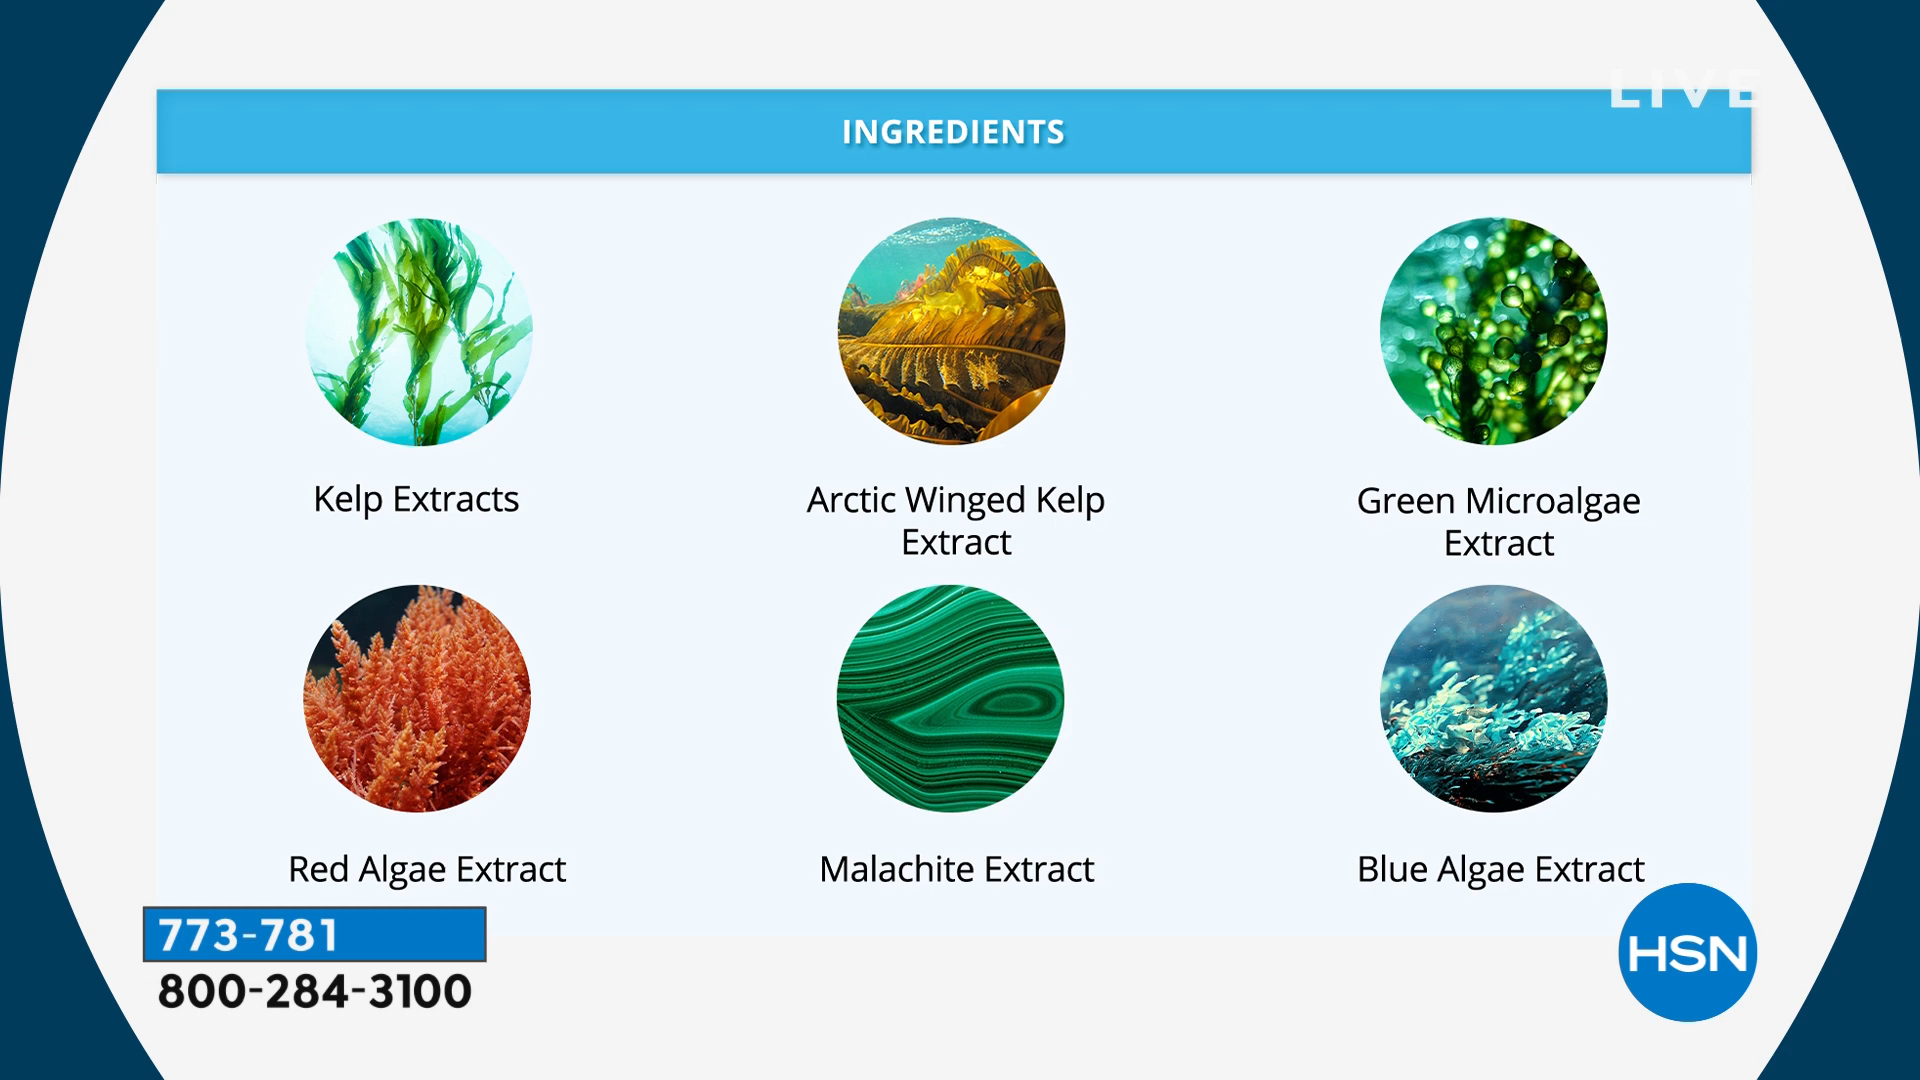 LIVE
INGREDIENTS
Kelp Extracts
Arctic Winged Kelp
Extract
Green Microalgae
Extract
Red Algae Extract
Malachite Extract
Blue Algae Extract
773-781
800-284-3100
HSN